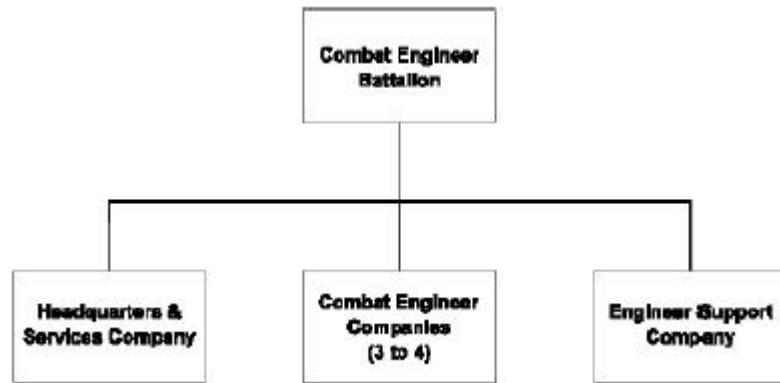 Combat Engineer
Battalion
Headquarters &
Services Company
Combat Engineer
Companies
(3 to 4)
Engineer Support
Company